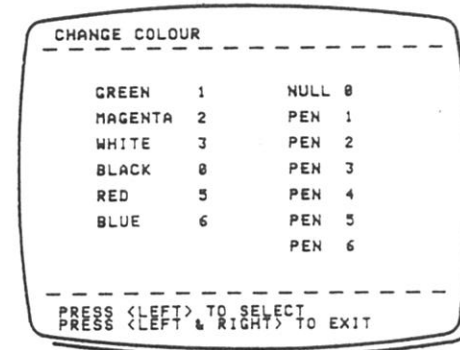 CHANGE COLOUR
GREEN 1 NULL 0
MAGENTA 2 PEN 1
WHITE 3 PEN 2
BLACK 0 PEN 3
RED 5 PEN 4
BLUE 6 PEN 5
PEN 6
PRESS <LEFT> TO SELECT
PRESS <LEFT & RIGHT> TO EXIT